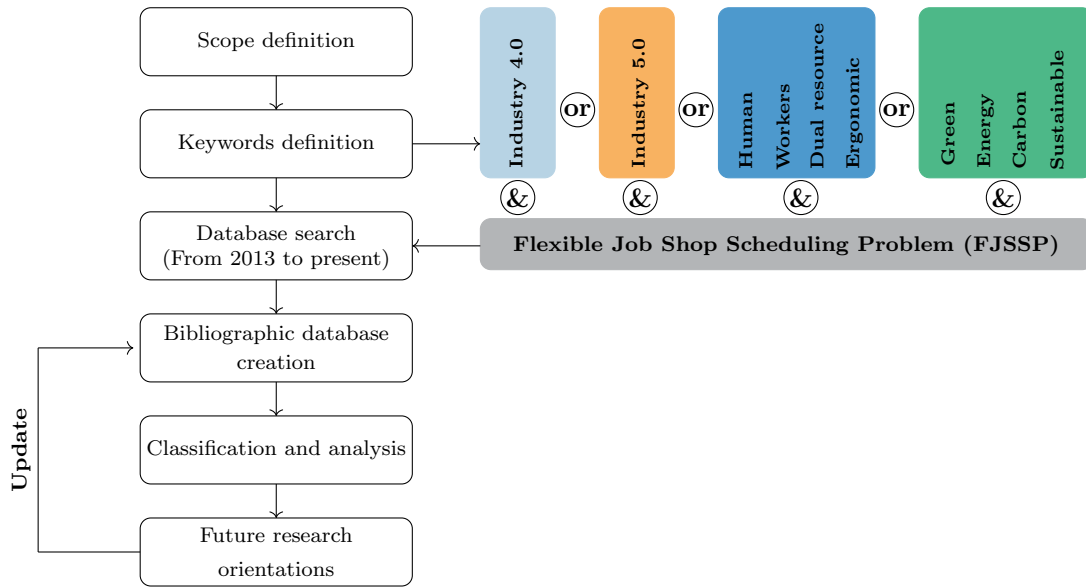 Scope definition
Keywords definition
Industry 4.0
or
Industry 5.0
or
Human
Workers
Dual resource
Ergonomic
or
Green
Energy
Carbon
Sustainable
&
&
&
&
Flexible Job Shop Scheduling Problem (FJSSP)
Database search
(From 2013 to present)
Bibliographic database
creation
Classification and analysis
Future research
orientations
Update